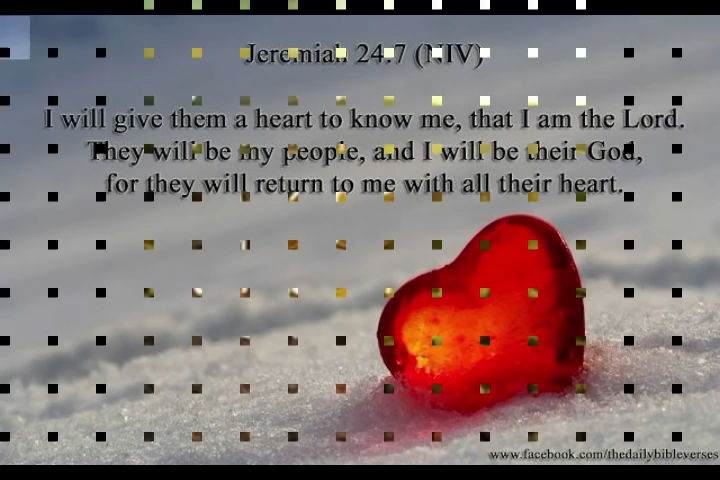 Jeremiah 24:7 (NIV)
I will give them a heart to know me, that I am the Lord.
They will be my people, and I will be their God,
for they will return to me with all their heart.
www.facebook.com/thedailybibleverses